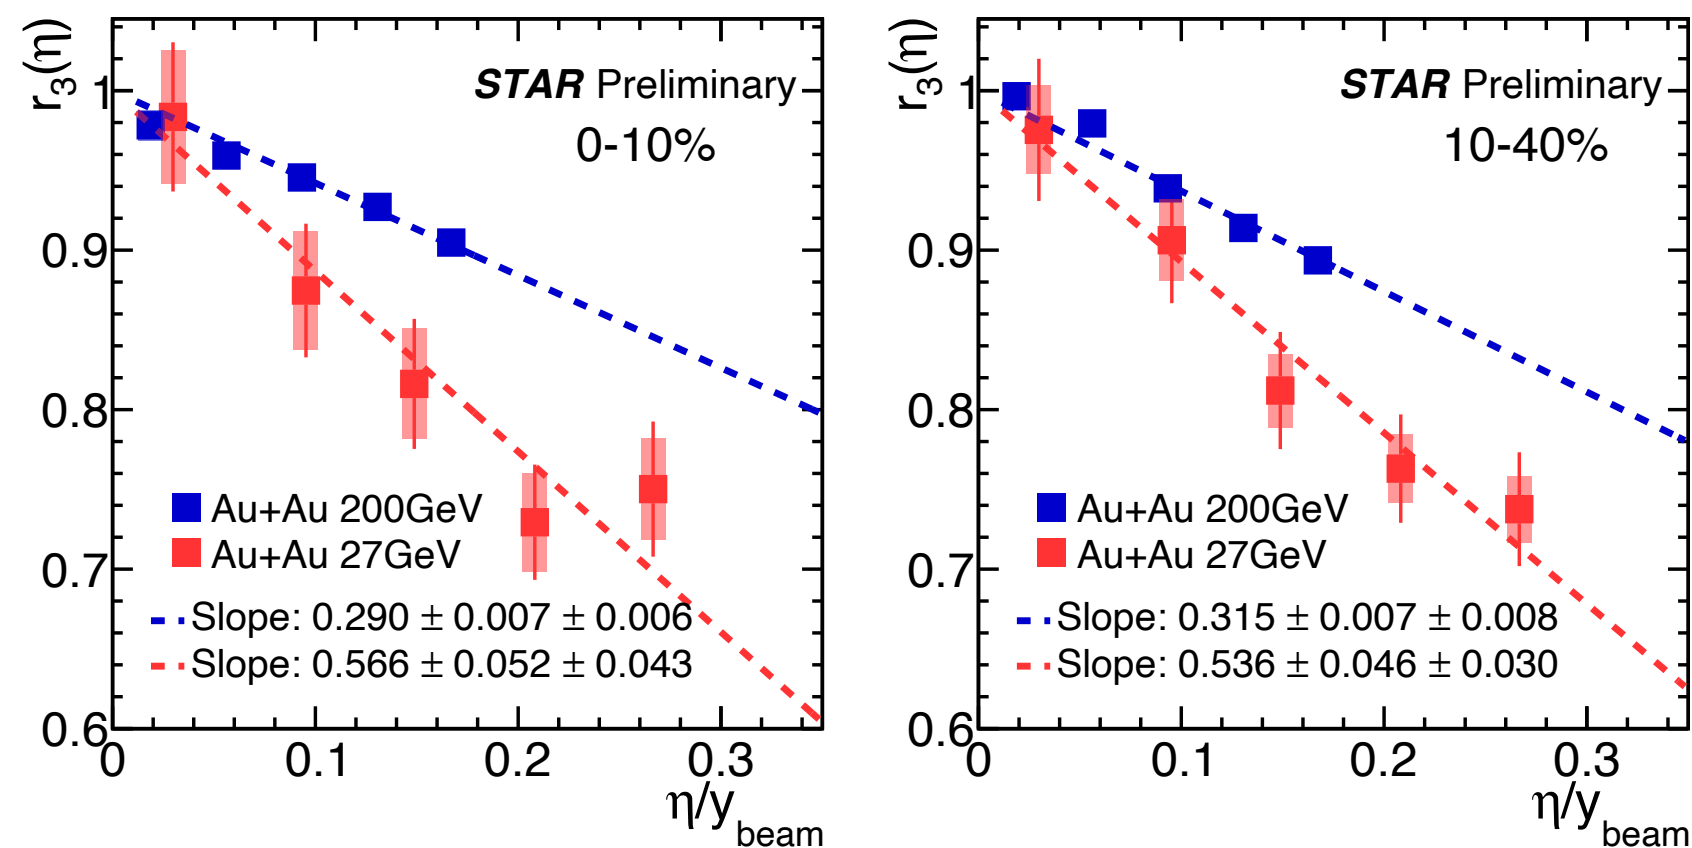 r3(η)
1
0.9
0.8
0.7
0.6
STAR Preliminary
0-10%
Au+Au 200GeV
Au+Au 27GeV
Slope: 0.290 ± 0.007 ± 0.006
Slope: 0.566 ± 0.052 ± 0.043
0 0.1 0.2 0.3
η/ybeam
r3(η)
1
0.9
0.8
0.7
0.6
STAR Preliminary
10-40%
Au+Au 200GeV
Au+Au 27GeV
Slope: 0.315 ± 0.007 ± 0.008
Slope: 0.536 ± 0.046 ± 0.030
0 0.1 0.2 0.3
η/ybeam